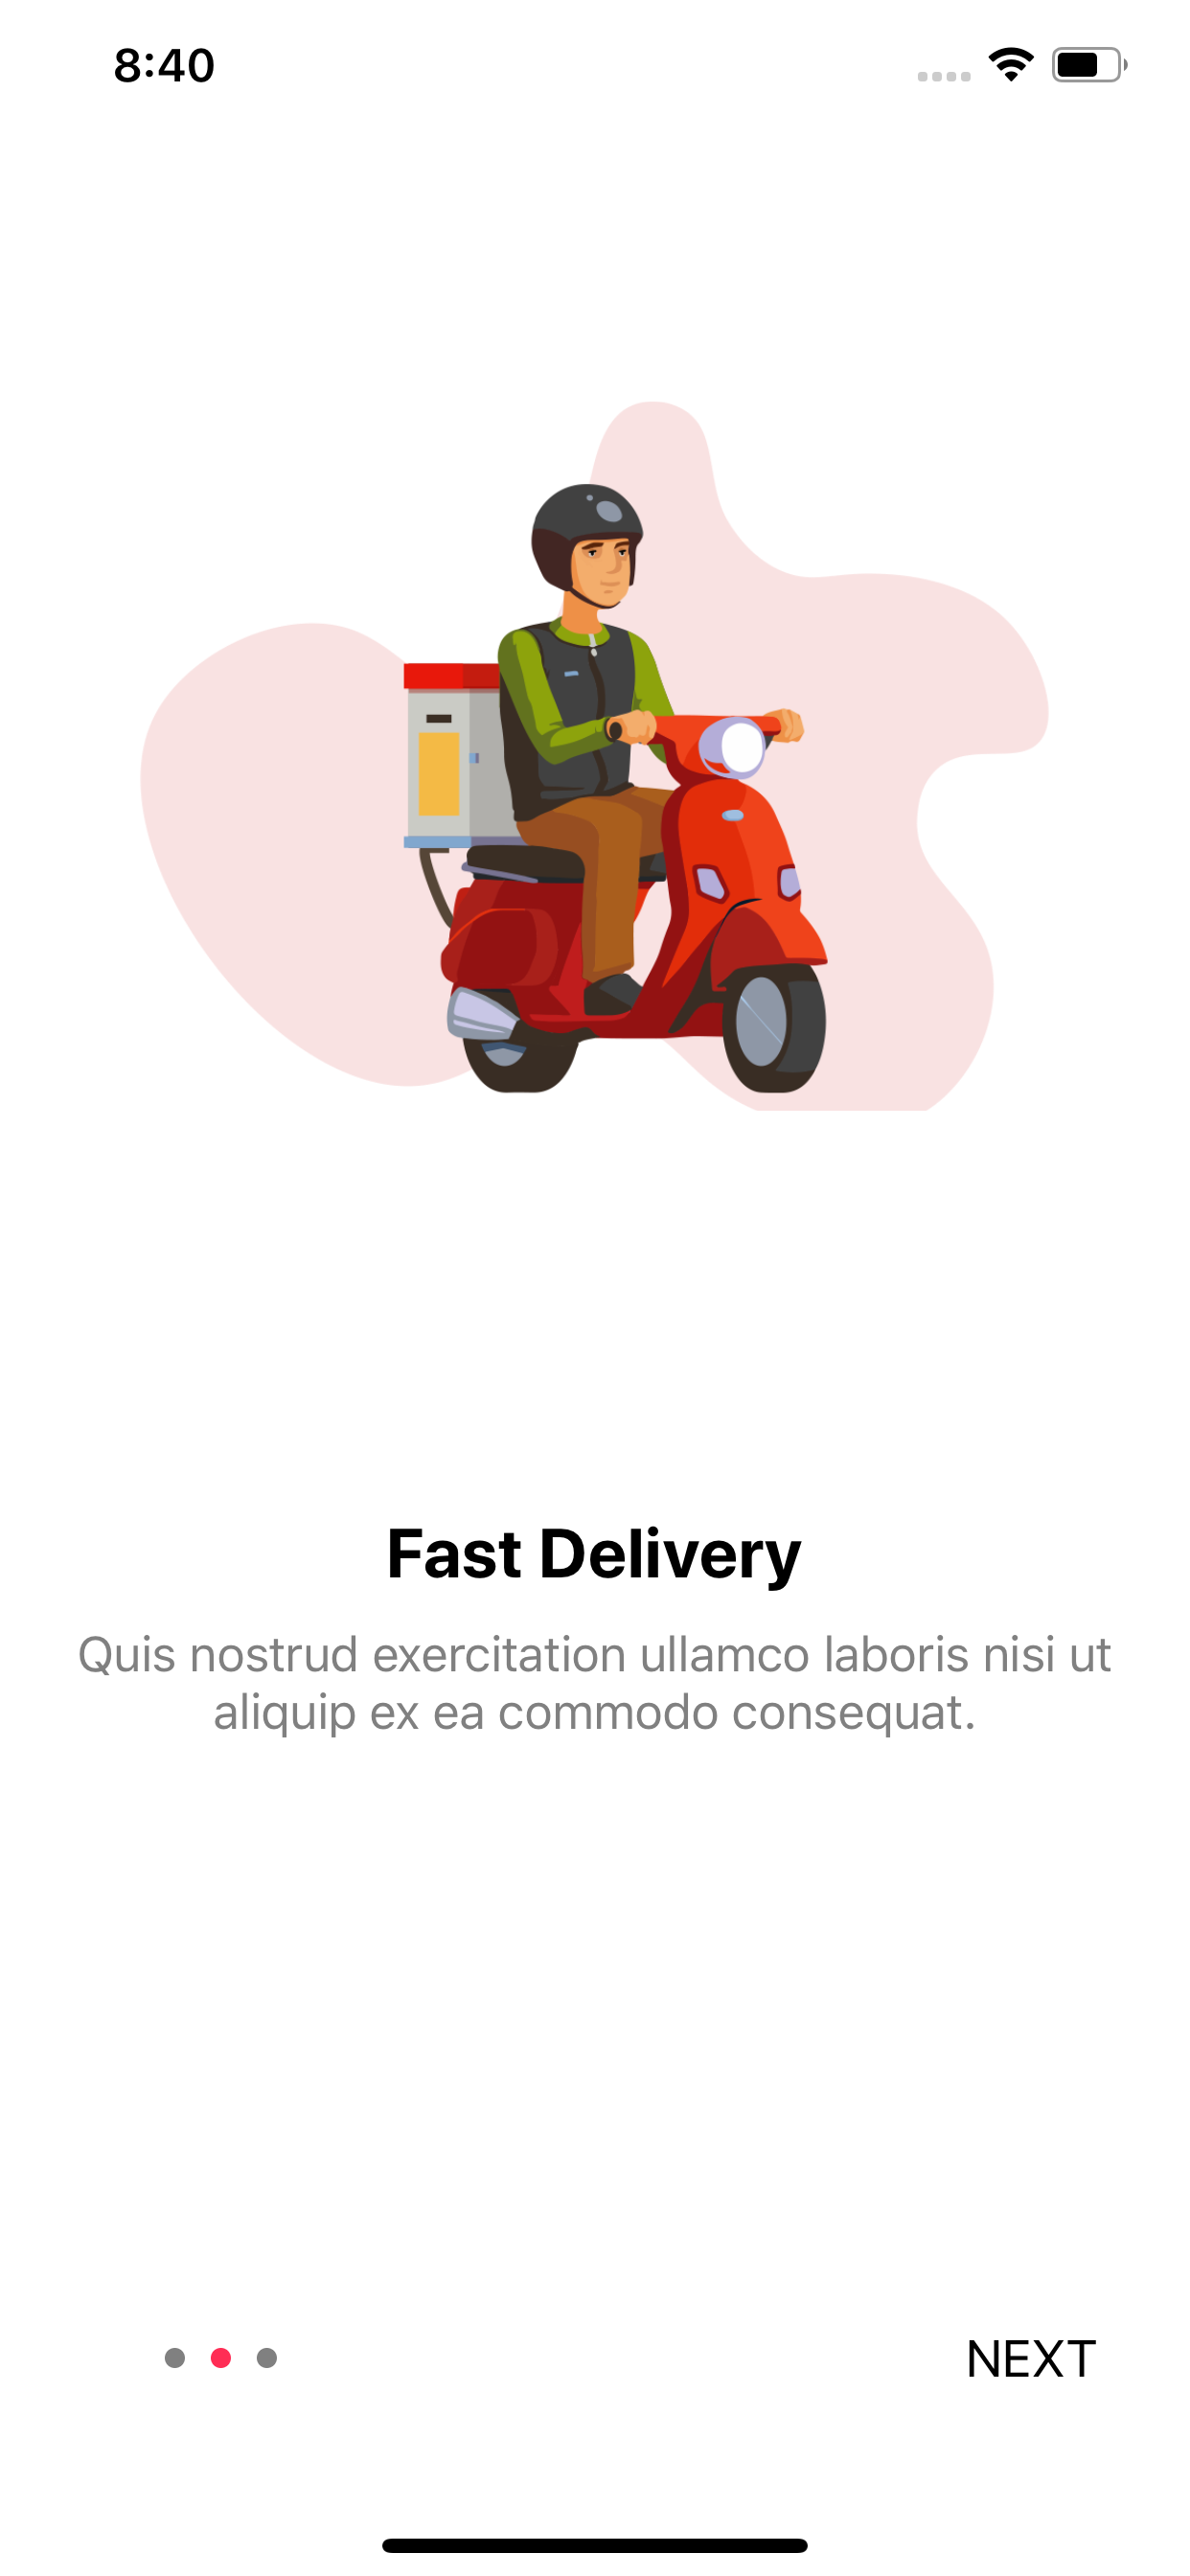 8:40
Fast Delivery
Quis nostrud exercitation ullamco laboris nisi ut
aliquip ex ea commodo consequat.
NEXT